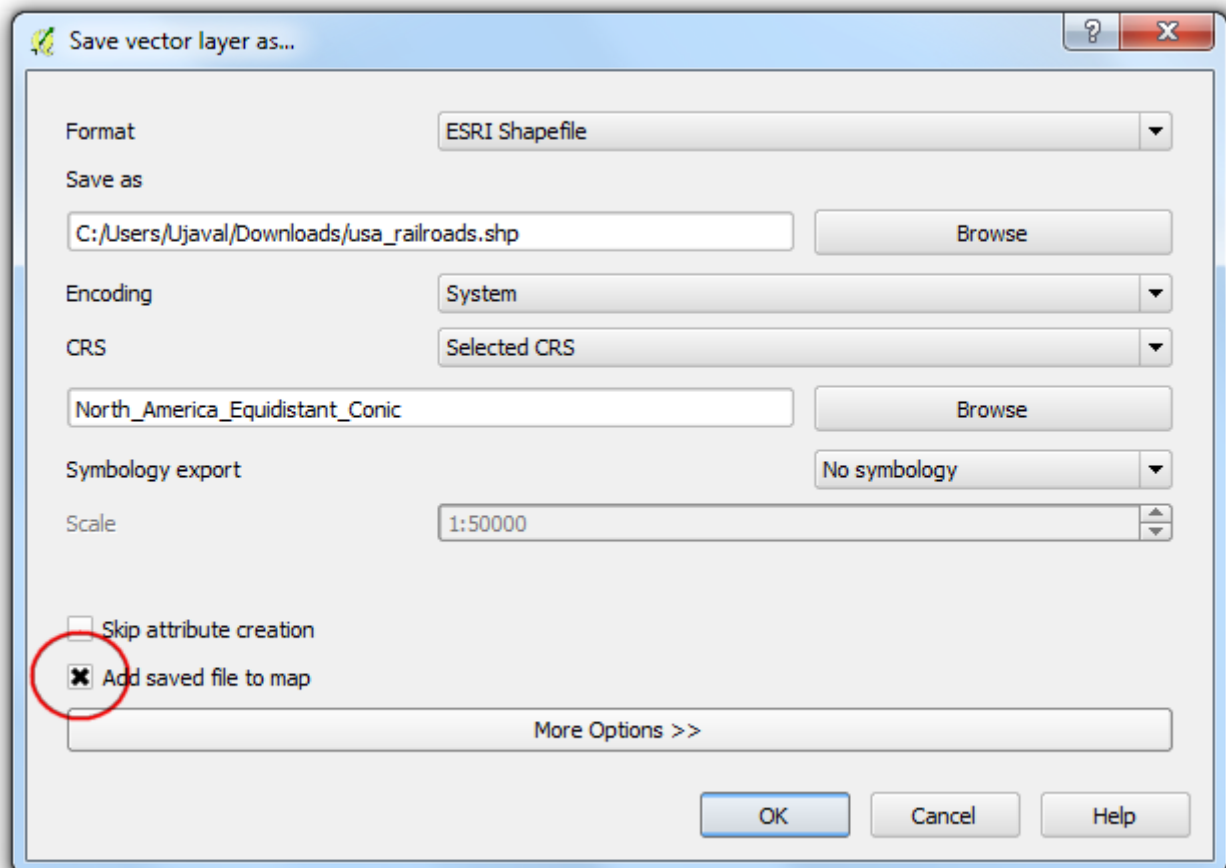 Save vector layer as...
Format ESRI Shapefile
Save as
C:/Users/Ujaval/Downloads/usa_railroads.shp Browse
Encoding System
CRS Selected CRS
North_America_Equidistant_Conic Browse
Symbology export No symbology
Scale 1:50000
Skip attribute creation
Add saved file to map
More Options >>
OK Cancel Help